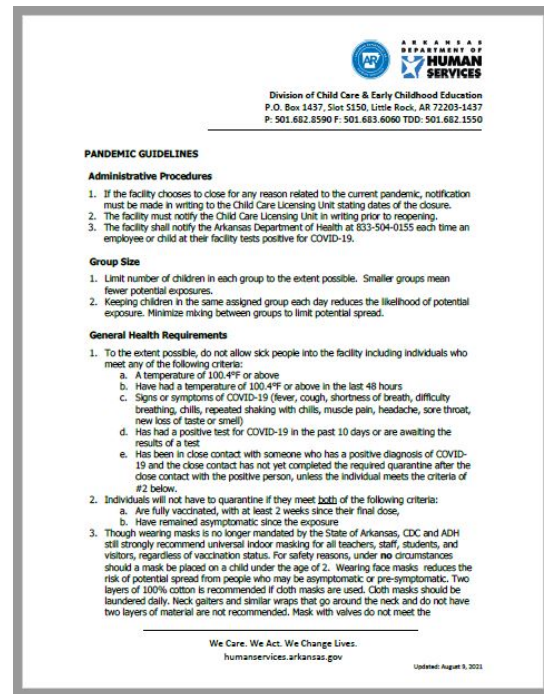 ARKANSAS
DEPARTMENT OF
HUMAN
SERVICES
AR
Division of Child Care & Early Childhood Education
P.O. Box 1437, Slot S150, Little Rock, AR 72203-1437
P: 501.682.8590 F: 501.683.6060 TDD: 501.682.1550
PANDEMIC GUIDELINES
Administrative Procedures
1. If the facility chooses to close for any reason related to the current pandemic, notification
must be made in writing to the Child Care Licensing Unit stating dates of the closure.
2. The facility must notify the Child Care Licensing Unit in writing prior to reopening.
3. The facility shall notify the Arkansas Department of Health at 833-504-0155 each time an
employee or child at their facility tests positive for COVID-19.
Group Size
1. Limit number of children in each group to the extent possible. Smaller groups mean
fewer potential exposures.
2. Keeping children in the same assigned group each day reduces the likelihood of potential
exposure. Minimize mixing between groups to limit potential spread.
General Health Requirements
1. To the extent possible, do not allow sick people into the facility including individuals who
meet any of the following criteria:
a. A temperature of 100.4°F or above
b. Have had a temperature of 100.4°F or above in the last 48 hours
c. Signs or symptoms of COVID-19 (fever, cough, shortness of breath, difficulty
breathing, chills, repeated shaking with chills, muscle pain, headache, sore throat,
new loss of taste or smell)
d. Has had a positive test for COVID-19 in the past 10 days or are awaiting the
results of a test
e. Has been in close contact with someone who has a positive diagnosis of COVID-
19 and the close contact has not yet completed the required quarantine after the
close contact with the positive person, unless the individual meets the criteria of
#2 below.
2. Individuals will not have to quarantine if they meet both of the following criteria:
a. Are fully vaccinated, with at least 2 weeks since their final dose,
b. Have remained asymptomatic since the exposure
3. Though wearing masks is no longer mandated by the State of Arkansas, CDC and ADH
still strongly recommend universal indoor masking for all teachers, staff, students, and
visitors, regardless of vaccination status. For safety reasons, under no circumstances
should a mask be placed on a child under the age of 2. Wearing face masks reduces the
risk of potential spread from people who may be asymptomatic or pre-symptomatic. Two
layers of 100% cotton is recommended if cloth masks are used. Cloth masks should be
laundered daily. Neck gaiters and similar wraps that go around the neck and do not have
two layers of material are not recommended. Mask with valves do not meet the
We Care. We Act. We Change Lives.
humanservices.arkansas.gov
Updated: August 9, 2021